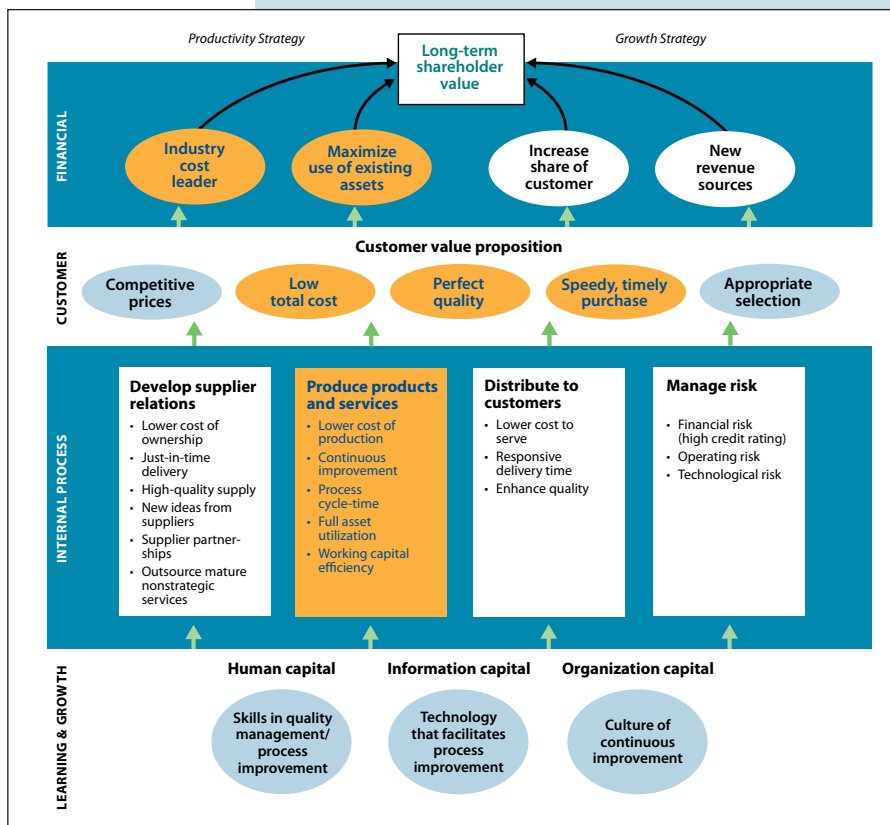 Productivity Strategy
Growth Strategy
Long-term
shareholder
value
FINANCIAL
Industry
cost
leader
Maximize
use of existing
assets
Increase
share of
customer
New
revenue
sources
CUSTOMER
Customer value proposition
Competitive
prices
Low
total cost
Perfect
quality
Speedy, timely
purchase
Appropriate
selection
INTERNAL PROCESS
Develop supplier
relations
• Lower cost of
ownership
• Just-in-time
delivery
• High-quality supply
• New ideas from
suppliers
• Supplier partner-
ships
• Outsource mature
nonstrategic
services
Produce products
and services
• Lower cost of
production
• Continuous
improvement
• Process
cycle-time
• Full asset
utilization
• Working capital
efficiency
Distribute to
customers
• Lower cost to
serve
• Responsive
delivery time
• Enhance quality
Manage risk
• Financial risk
(high credit rating)
• Operating risk
• Technological risk
LEARNING & GROWTH
Human capital
Information capital
Organization capital
Skills in quality
management/
process
improvement
Technology
that facilitates
process
improvement
Culture of
continuous
improvement